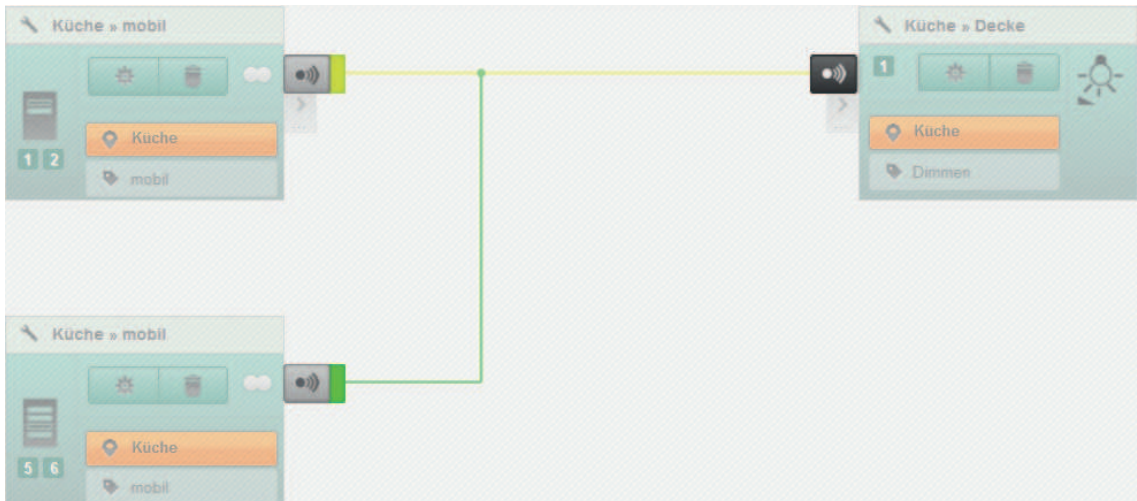 Küche » mobil
Küche
1 2
mobil
Küche » Decke
1
Küche
Dimmen
Küche » mobil
Küche
5 6
mobil